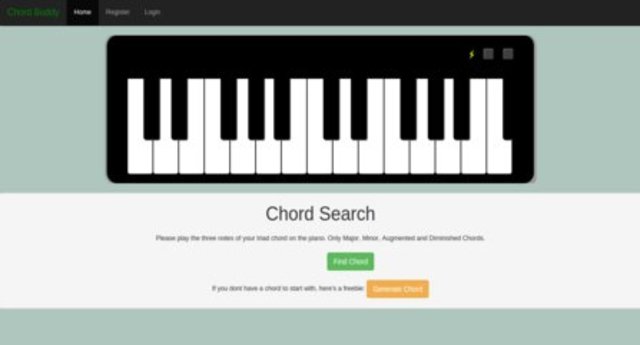 Chord Buddy Home Register Login
Chord Search
Please play the three notes of your triad chord on the piano. Only Major, Minor, Augmented and Diminished Chords.
Find Chord
If you dont have a chord to start with, here's a freebie: Generate Chord